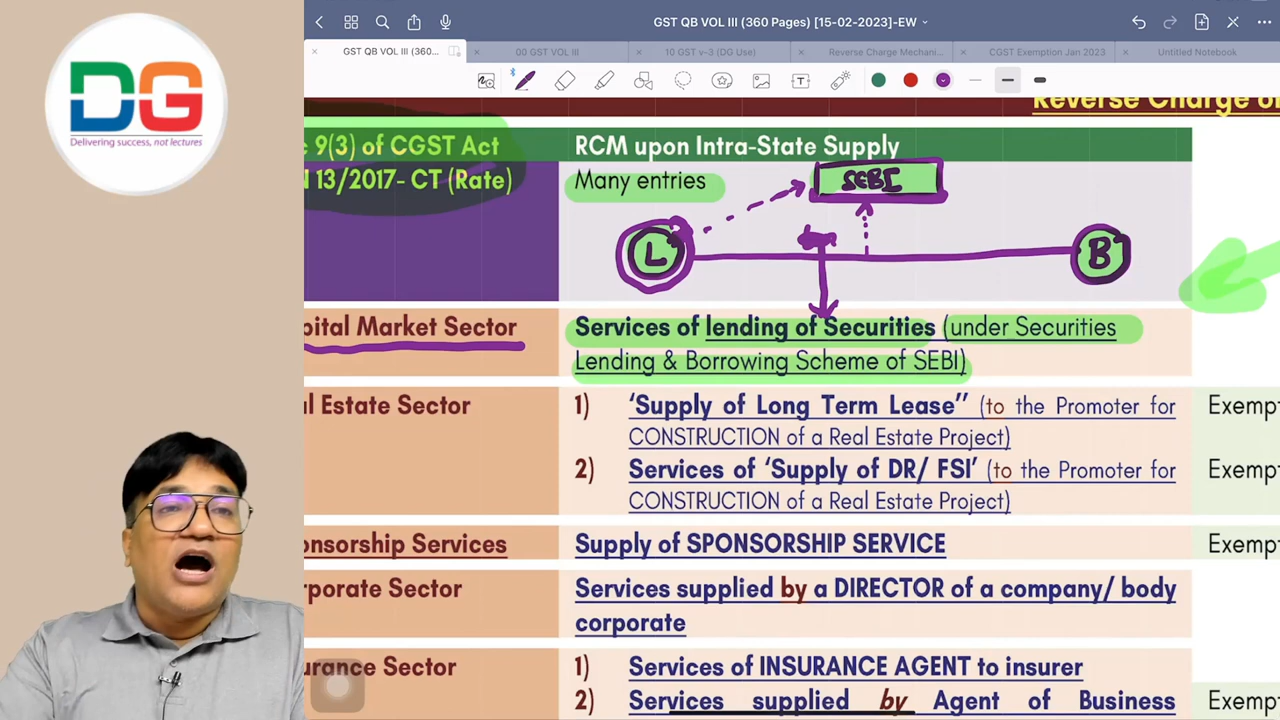 DG
Delivering success, not lectures
GST QB VOL III (360 Pages) [15-02-2023]-EW
GST QB VOL III (360...
00 GST VOL III
10 GST v-3 (DG Use)
Reverse Charge Mechani...
CGST Exemption Jan 2023
Untitled Notebook
Reverse Charge
9(3) of CGST Act
RCM upon Intra-State Supply
13/2017- CT (Rate)
Many entries
SEBI
L
B
pital Market Sector
Services of lending of Securities (under Securities
Lending & Borrowing Scheme of SEBI)
l Estate Sector
1) 'Supply of Long Term Lease'' (to the Promoter for
CONSTRUCTION of a Real Estate Project)
Exemp
2) Services of 'Supply of DR/ FSI' (to the Promoter for
CONSTRUCTION of a Real Estate Project)
Exemp
onsorship Services
Supply of SPONSORSHIP SERVICE
Exemp
rporate Sector
Services supplied by a DIRECTOR of a company/ body
corporate
urance Sector
1) Services of INSURANCE AGENT to insurer
2) Services supplied by Agent of Business
Exemp